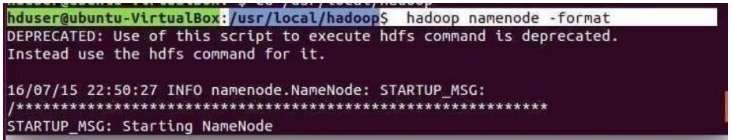 hduser@ubuntu-VirtualBox:/usr/local/hadoop$ hadoop namenode -format
DEPRECATED: Use of this script to execute hdfs command is deprecated.
Instead use the hdfs command for it.
16/07/15 22:50:27 INFO namenode.NameNode: STARTUP_MSG:
/************************************************************
STARTUP_MSG: Starting NameNode